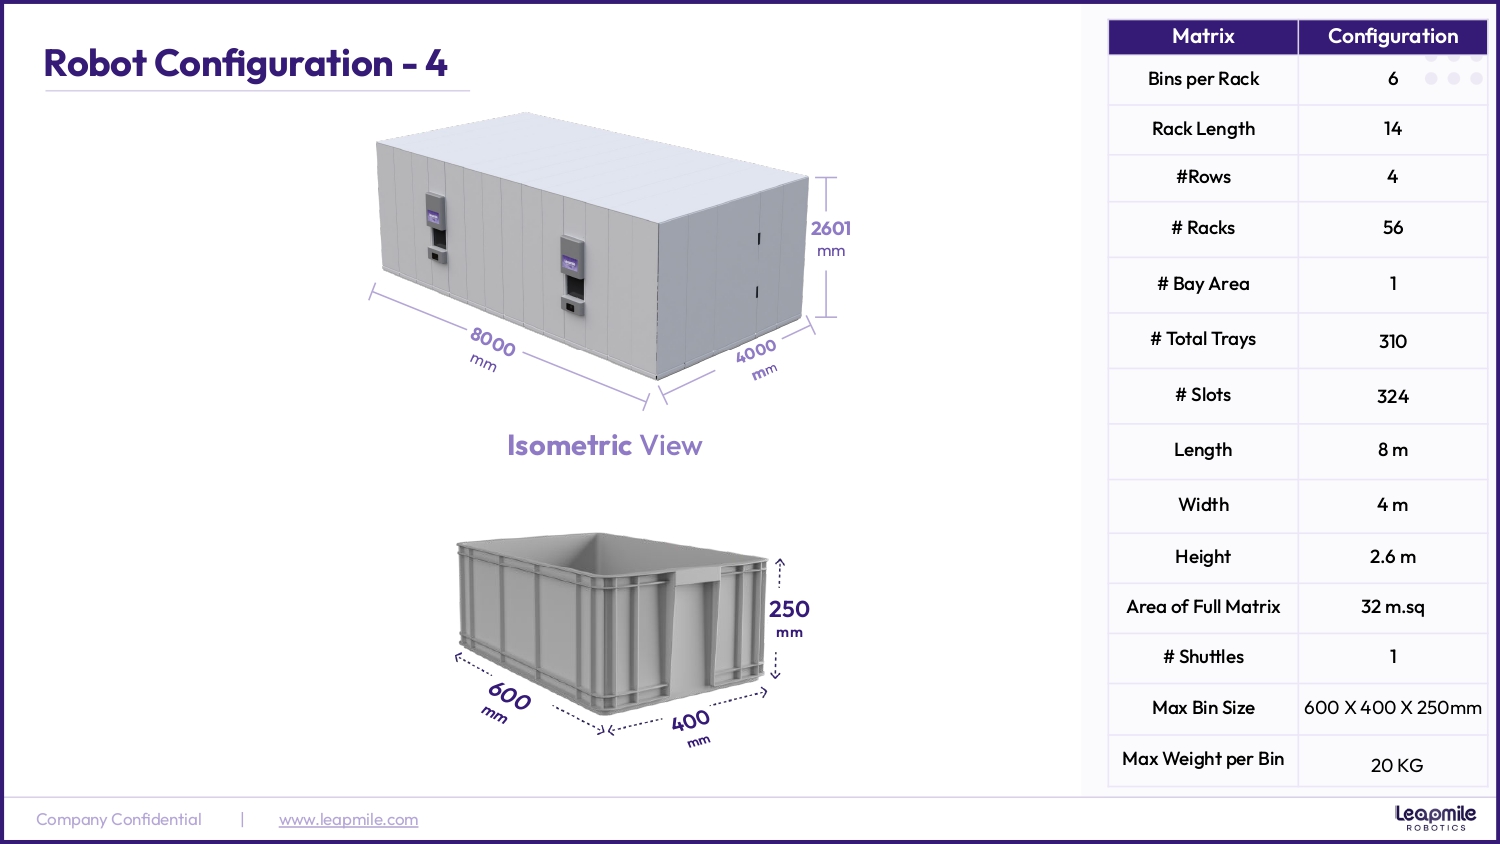 Robot Configuration - 4
2601
mm
8000
mm
4000
mm
Isometric View
250
mm
600
mm
400
mm
Matrix Configuration
Bins per Rack 6
Rack Length 14
#Rows 4
# Racks 56
# Bay Area 1
# Total Trays 310
# Slots 324
Length 8 m
Width 4 m
Height 2.6 m
Area of Full Matrix 32 m.sq
# Shuttles 1
Max Bin Size 600 X 400 X 250mm
Max Weight per Bin 20 KG
Company Confidential | www.leapmile.com
Leapmile
ROBOTICS